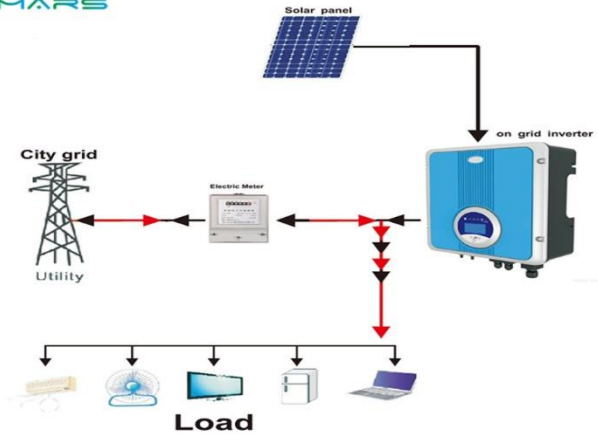 MARS
Solar panel
on grid inverter
City grid
Electric Meter
Utility
Load